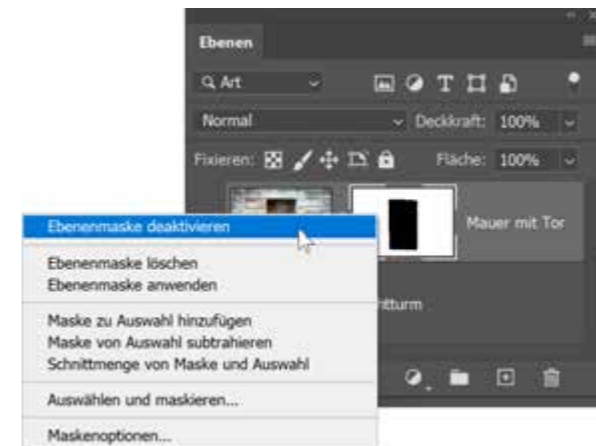 Ebenen
Art
Normal Deckkraft: 100%
Fixieren: Fläche: 100%
Mauer mit Tor
Ebenenmaske deaktivieren
Ebenenmaske löschen
Ebenenmaske anwenden
Maske zu Auswahl hinzufügen
Maske von Auswahl subtrahieren
Schnittmenge von Maske und Auswahl
Auswählen und maskieren...
Maskenoptionen...
htturm